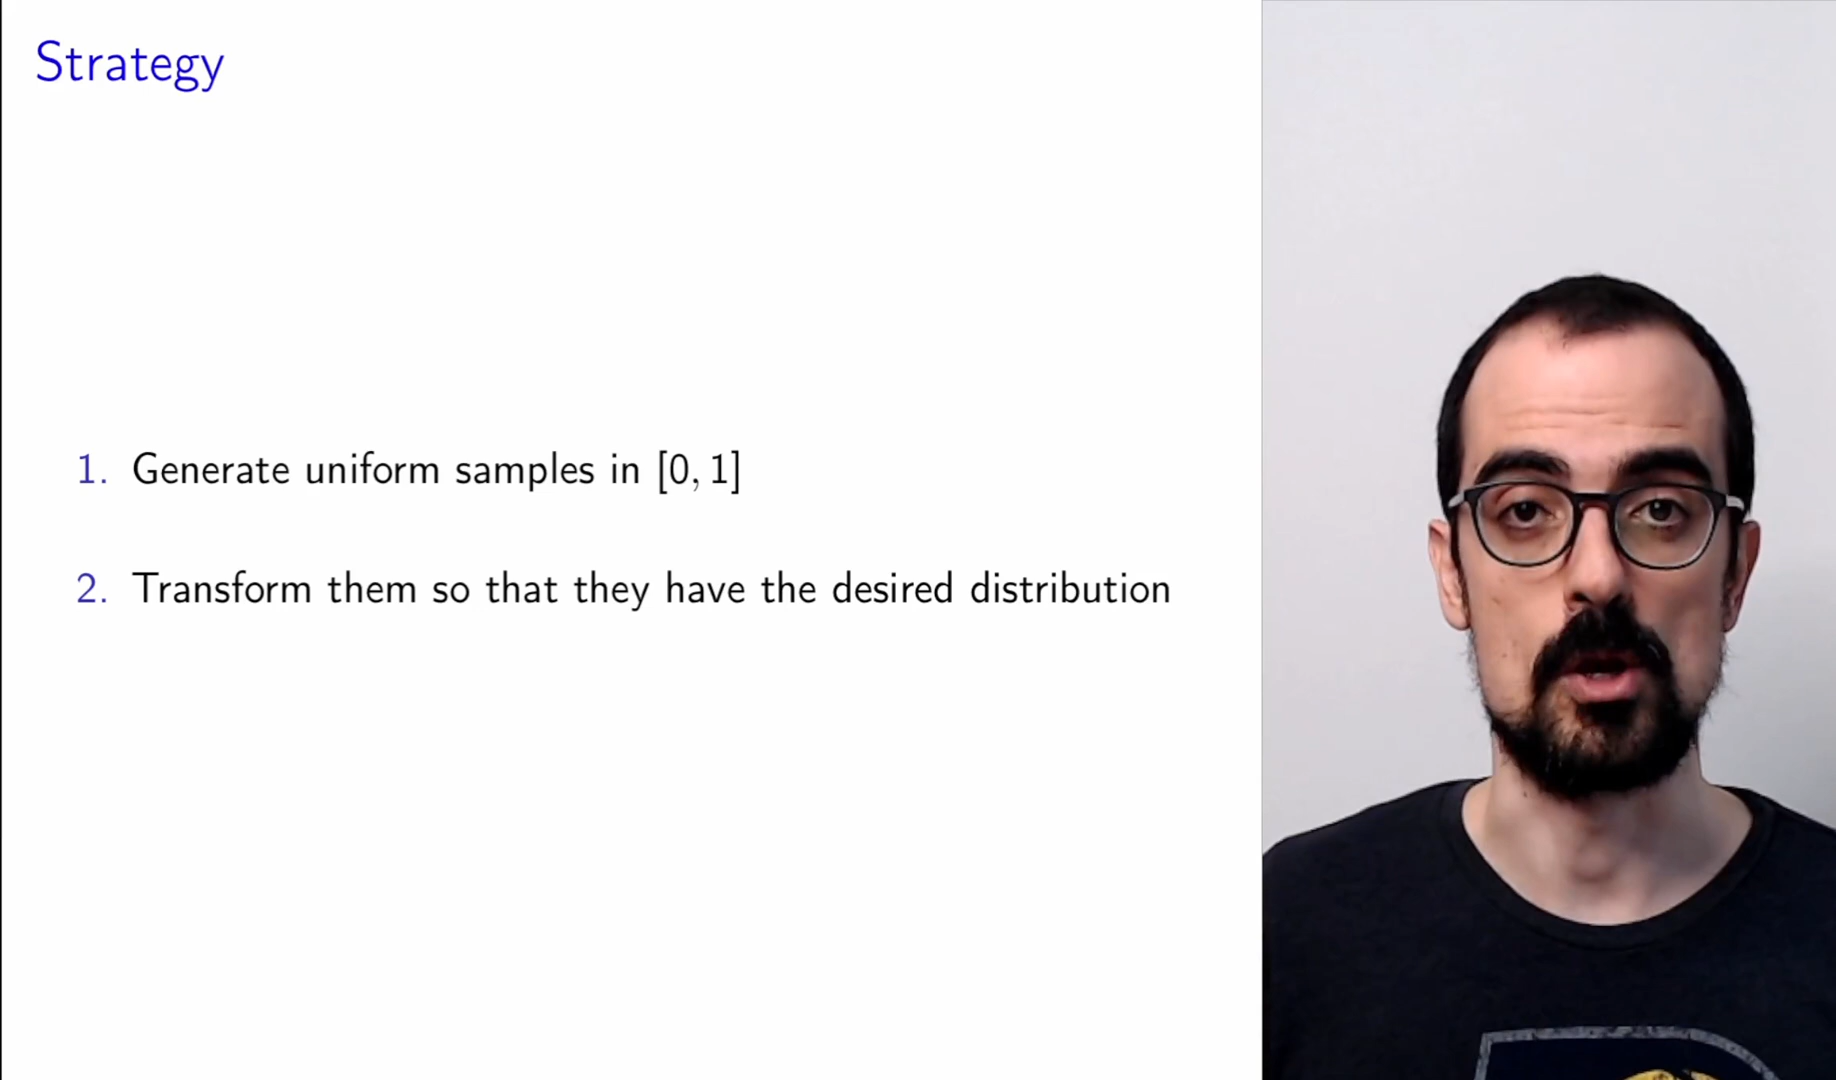 Strategy
1. Generate uniform samples in [0, 1]
2. Transform them so that they have the desired distribution